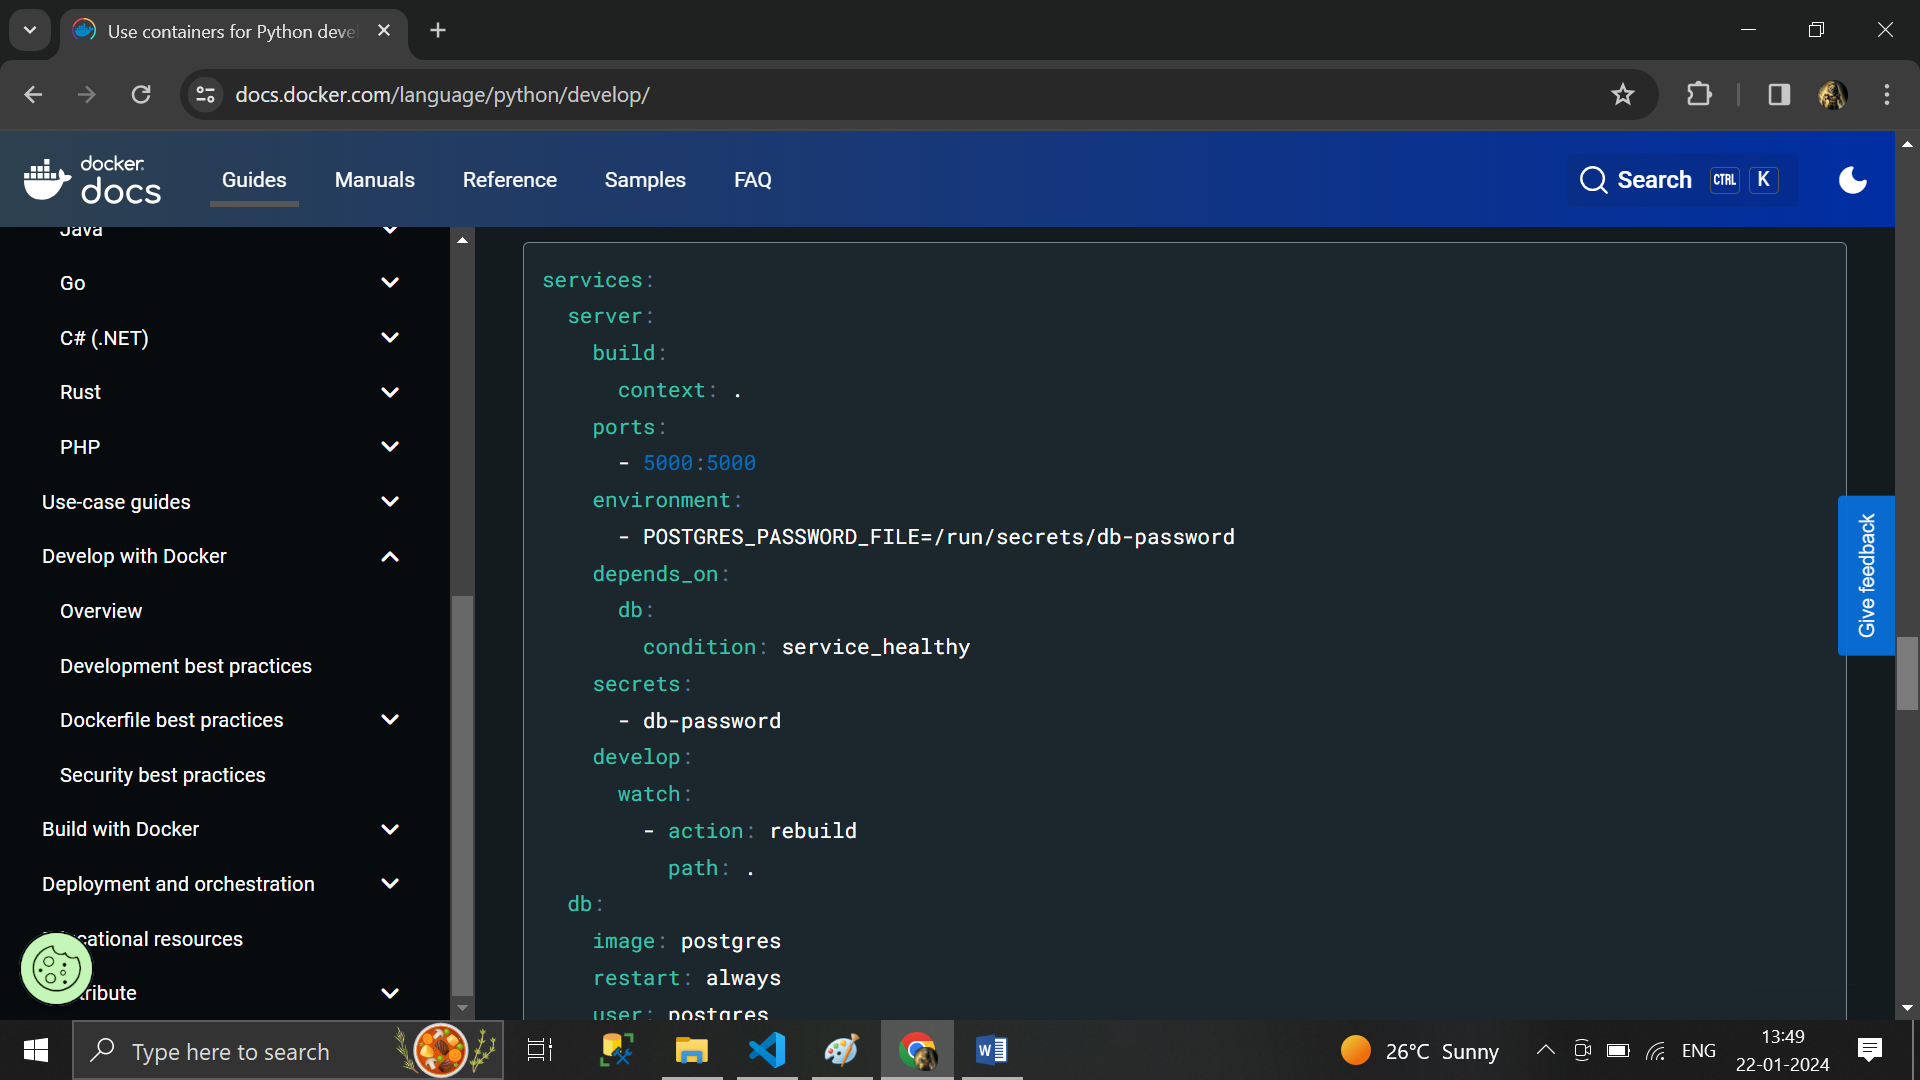 Use containers for Python deve
docs.docker.com/language/python/develop/
docker
docs
Guides
Manuals
Reference
Samples
FAQ
Search
CTRL
K
Java
Go
C# (.NET)
Rust
PHP
Use-case guides
Develop with Docker
Overview
Development best practices
Dockerfile best practices
Security best practices
Build with Docker
Deployment and orchestration
cational resources
tribute
services:
server:
build:
context: .
ports:
- 5000:5000
environment:
- POSTGRES_PASSWORD_FILE=/run/secrets/db-password
depends_on:
db:
condition: service_healthy
secrets:
- db-password
develop:
watch:
- action: rebuild
path: .
db:
image: postgres
restart: always
user: postgres
Give feedback
Type here to search
26°C Sunny
ENG
13:49
22-01-2024